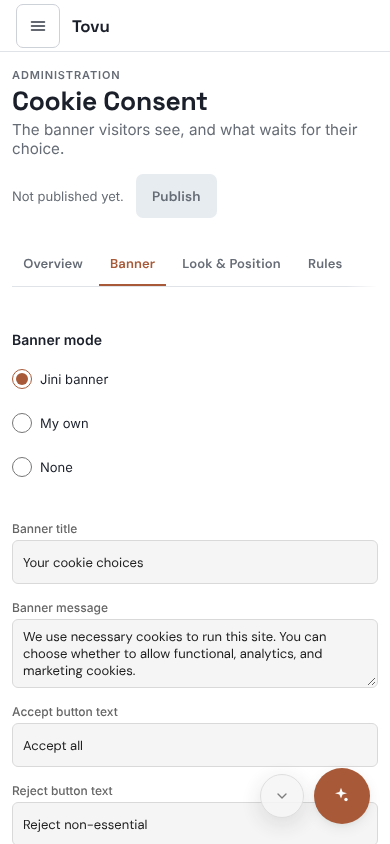 Tovu
ADMINISTRATION
Cookie Consent
The banner visitors see, and what waits for their
choice.
Not published yet.
Publish
Overview
Banner
Look & Position
Rules
Banner mode
Jini banner
My own
None
Banner title
Your cookie choices
Banner message
We use necessary cookies to run this site. You can
choose whether to allow functional, analytics, and
marketing cookies.
Accept button text
Accept all
Reject button text
Reject non-essential